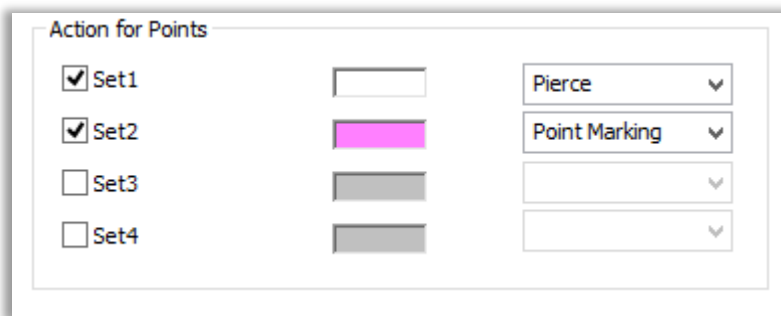 Action for Points
Set1 Pierce
Set2 Point Marking
Set3
Set4